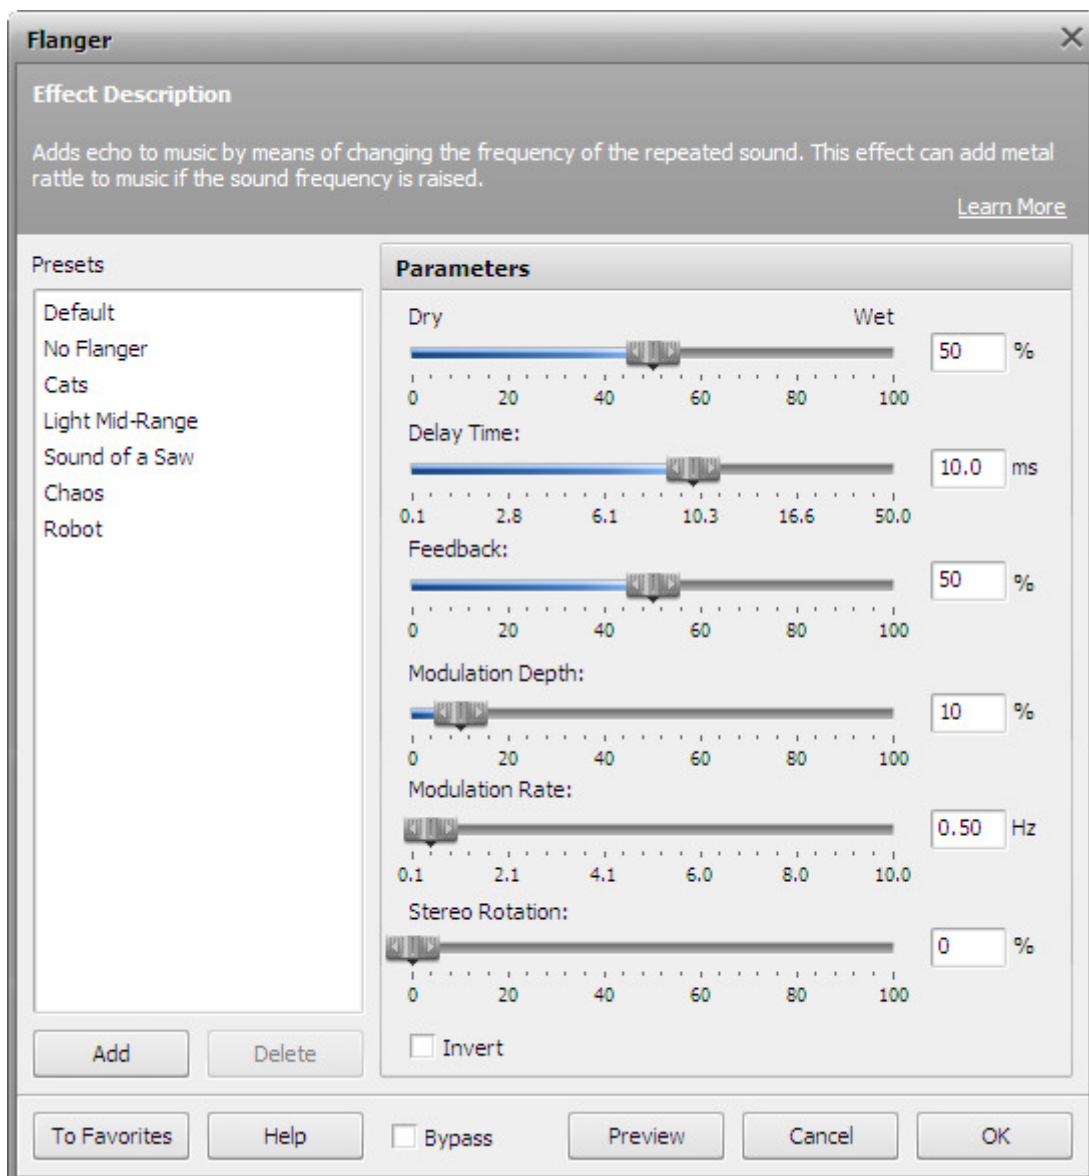 Flanger
Effect Description
Adds echo to music by means of changing the frequency of the repeated sound. This effect can add metal
rattle to music if the sound frequency is raised.
Learn More
Presets
Default
No Flanger
Cats
Light Mid-Range
Sound of a Saw
Chaos
Robot
Add
Delete
Parameters
Dry Wet
50 %
0 20 40 60 80 100
Delay Time:
10.0 ms
0.1 2.8 6.1 10.3 16.6 50.0
Feedback:
50 %
0 20 40 60 80 100
Modulation Depth:
10 %
0 20 40 60 80 100
Modulation Rate:
0.50 Hz
0.1 2.1 4.1 6.0 8.0 10.0
Stereo Rotation:
0 %
0 20 40 60 80 100
Invert
To Favorites
Help
Bypass
Preview
Cancel
OK